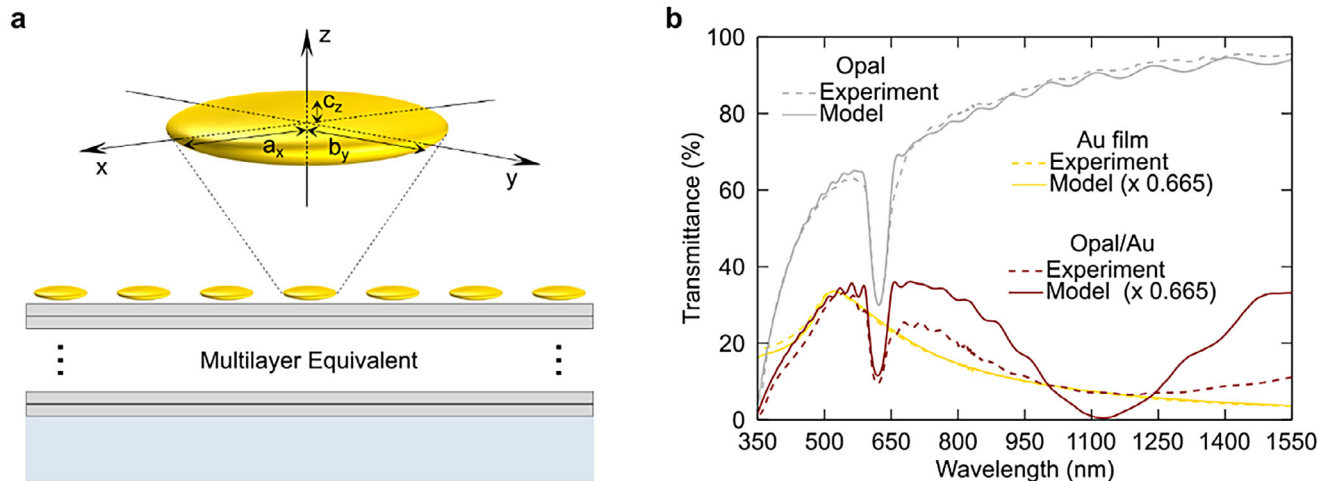 a
z
c_z
a_x
b_y
x
y
Multilayer Equivalent
b
100
80
60
40
20
0
Transmittance (%)
Opal
Experiment
Model
Au film
Experiment
Model (x 0.665)
Opal/Au
Experiment
Model (x 0.665)
350 500 650 800 950 1100 1250 1400 1550
Wavelength (nm)